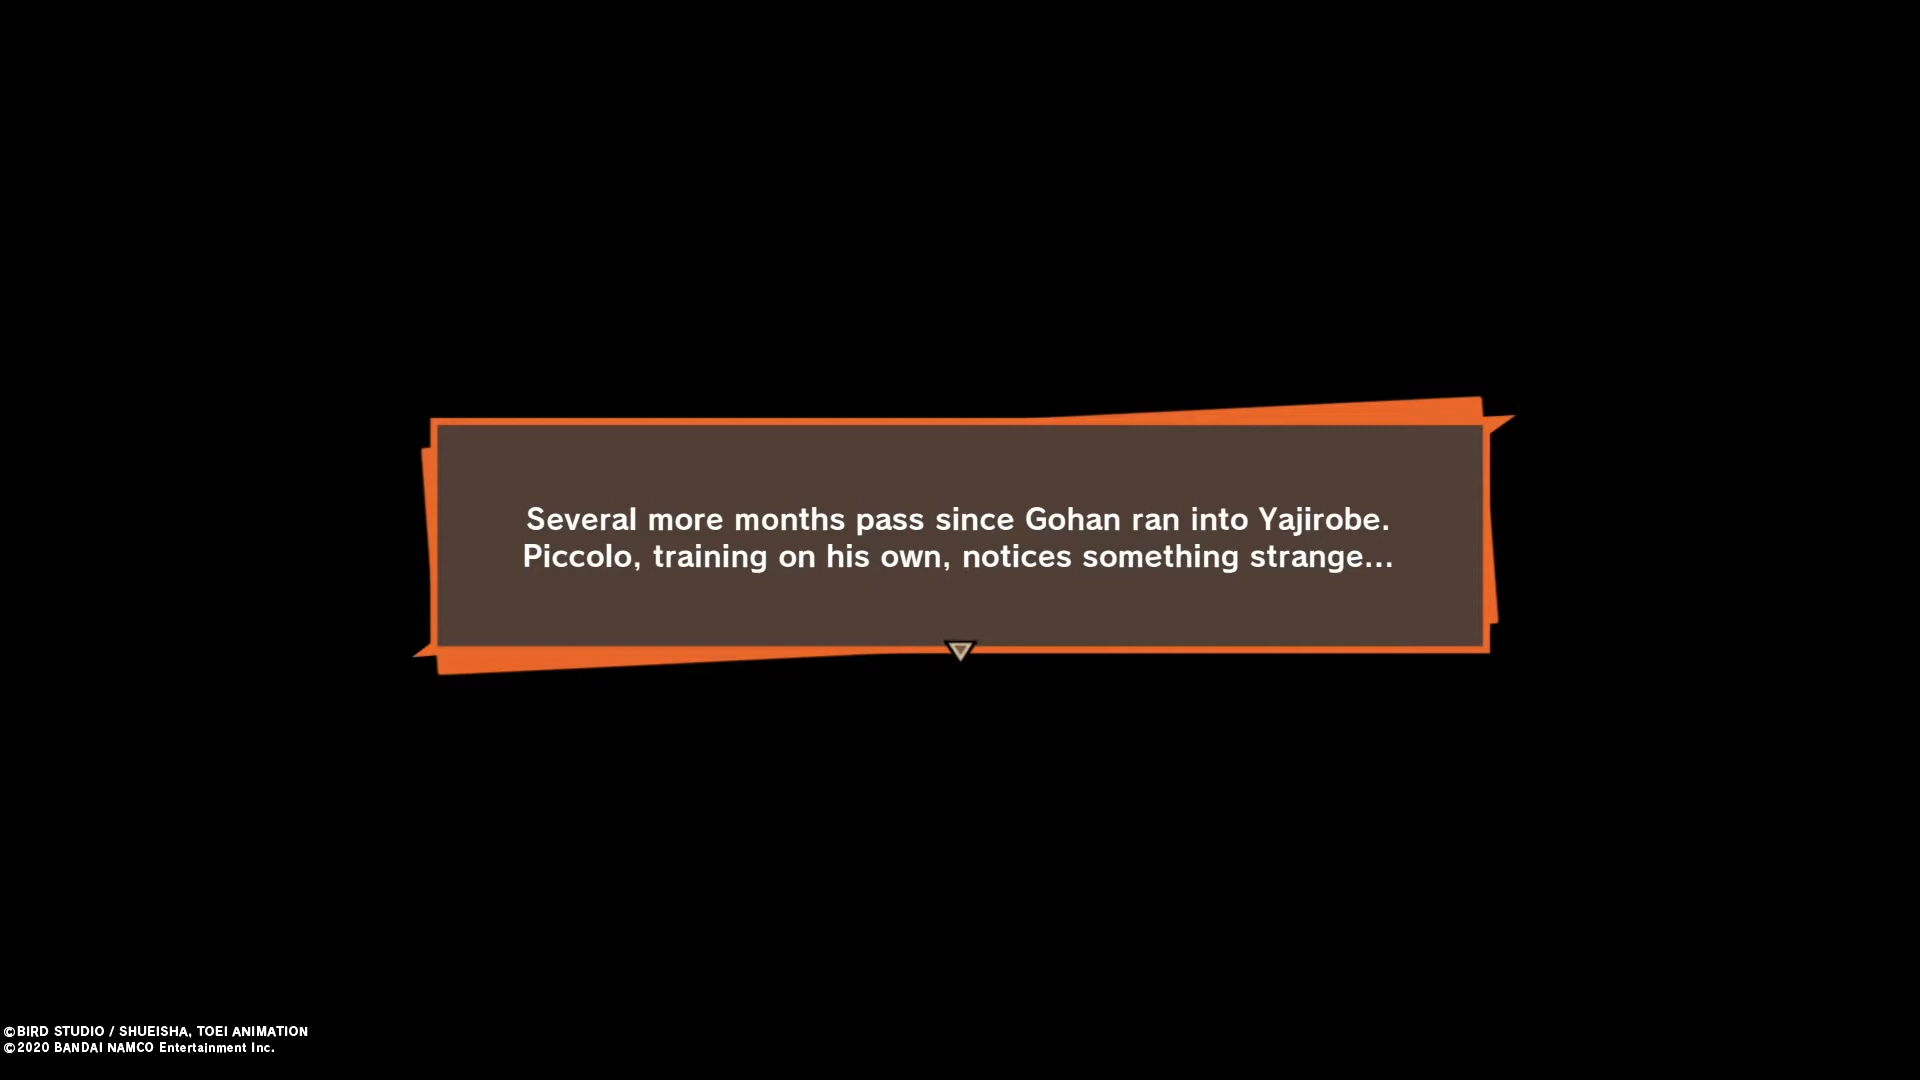 Several more months pass since Gohan ran into Yajirobe.
Piccolo, training on his own, notices something strange...
©BIRD STUDIO / SHUEISHA, TOEI ANIMATION
©2020 BANDAI NAMCO Entertainment Inc.